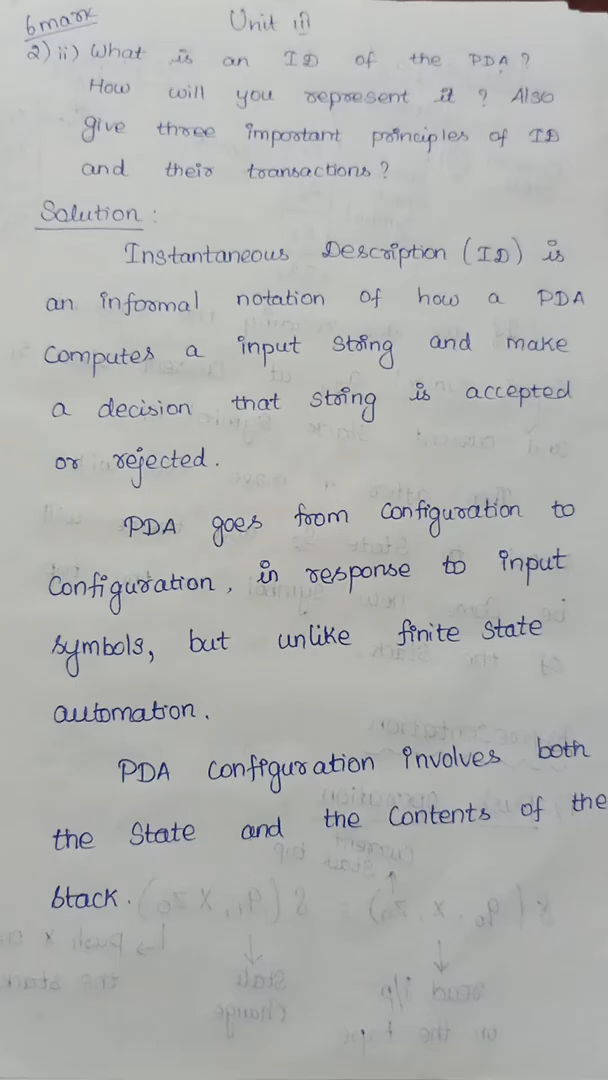 6mark
Unit III
2) ii) What is an ID of the PDA?
How will you represent it? Also
give three important principles of ID
and their transactions?
Solution:
Instantaneous Description (ID) is
an informal notation of how a PDA
computes a input string and make
a decision that string is accepted
or rejected.
PDA goes from configuration to
configuration, in response to input
symbols, but unlike finite state
automation.
PDA configuration involves both
the state and the contents of the
stack.